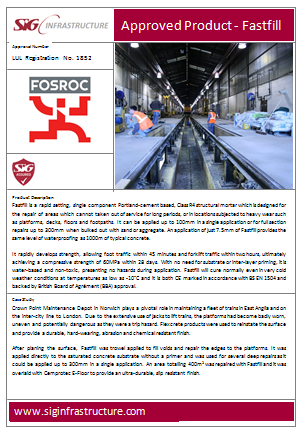 SIG INFRASTRUCTURE
Approved Product - Fastfill
Approval Number
LUL Registration No. 1852
FOSROC
SIG
ASSURED
Product Description
Fastfill is a rapid setting, single component Portland-cement based, Class R4 structural mortar which is designed for
the repair of areas which cannot be taken out of service for long periods, or in locations subjected to heavy wear such
as platforms, decks, floors and footpaths. It can be applied up to 100mm in a single application or for full section
repairs up to 300mm when bulked out with sand or aggregate. An application of just 7.5mm of Fastfill provides the
same level of waterproofing as 1000m of typical concrete.
It rapidly develops strength, allowing foot traffic within 45 minutes and forklift traffic within two hours, ultimately
achieving a compressive strength of 60MPa within 28 days. With no need for substrate or inter-layer priming, it is
water-based and non-toxic, presenting no hazards during application. Fastfill will cure normally even in very cold
weather conditions at temperatures as low as -10°C and it is both CE marked in accordance with BS EN 1504 and
backed by British Board of Agrément (BBA) approval.
Case Study
Crown Point Maintenance Depot in Norwich plays a pivotal role in maintaining a fleet of trains in East Anglia and on
the inter-city line to London. Due to the extensive use of jacks to lift trains, the platform had become badly worn,
uneven and potentially dangerous as they were a trip hazard. Flexcrete products were used to reinstate the surface
and provide a durable, hard-wearing, abrasion and chemical resistant finish.
After planing the surface, Fastfill was trowel applied to fill voids and repair the edges to the platforms. It was
applied directly to the saturated concrete substrate without a primer and was used for several deep repairs as it
could be applied up to 300mm in a single application. An area totalling 400m² was repaired with Fastfill and it was
overlaid with Cemprotec E-Floor to provide an ultra-durable, slip resistant finish.
www.siginfrastructure.com